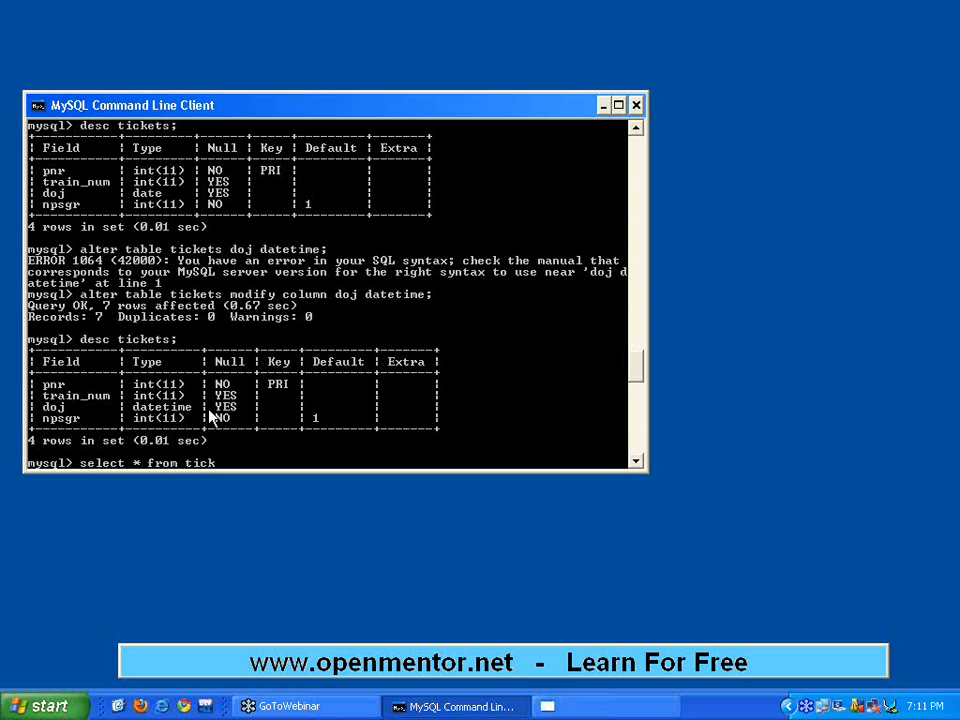 MySQL Command Line Client
mysql> desc tickets;
+-----------+---------+------+-----+---------+-------+
| Field | Type | Null | Key | Default | Extra |
+-----------+---------+------+-----+---------+-------+
| pnr | int(11) | NO | PRI | | |
| train_num | int(11) | YES | | | |
| doj | date | YES | | | |
| npsgr | int(11) | NO | | 1 | |
+-----------+---------+------+-----+---------+-------+
4 rows in set (0.01 sec)
mysql> alter table tickets doj datetime;
ERROR 1064 (42000): You have an error in your SQL syntax; check the manual that
corresponds to your MySQL server version for the right syntax to use near 'doj d
atetime' at line 1
mysql> alter table tickets modify column doj datetime;
Query OK, 7 rows affected (0.67 sec)
Records: 7 Duplicates: 0 Warnings: 0
mysql> desc tickets;
+-----------+----------+------+-----+---------+-------+
| Field | Type | Null | Key | Default | Extra |
+-----------+----------+------+-----+---------+-------+
| pnr | int(11) | NO | PRI | | |
| train_num | int(11) | YES | | | |
| doj | datetime | YES | | | |
| npsgr | int(11) | NO | | 1 | |
+-----------+----------+------+-----+---------+-------+
4 rows in set (0.01 sec)
mysql> select * from tick
www.openmentor.net - Learn For Free
start
GoToWebinar
MySQL Command Lin...
7:11 PM